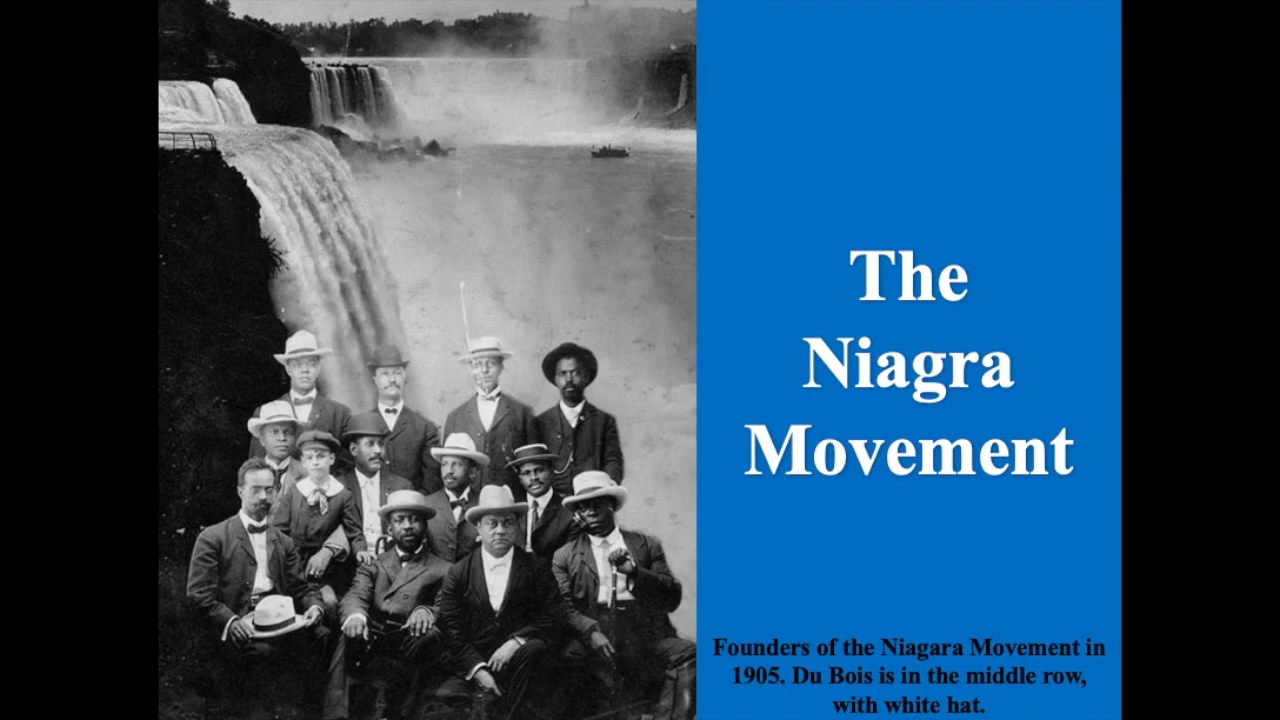 The
Niagra
Movement
Founders of the Niagara Movement in
1905. Du Bois is in the middle row,
with white hat.